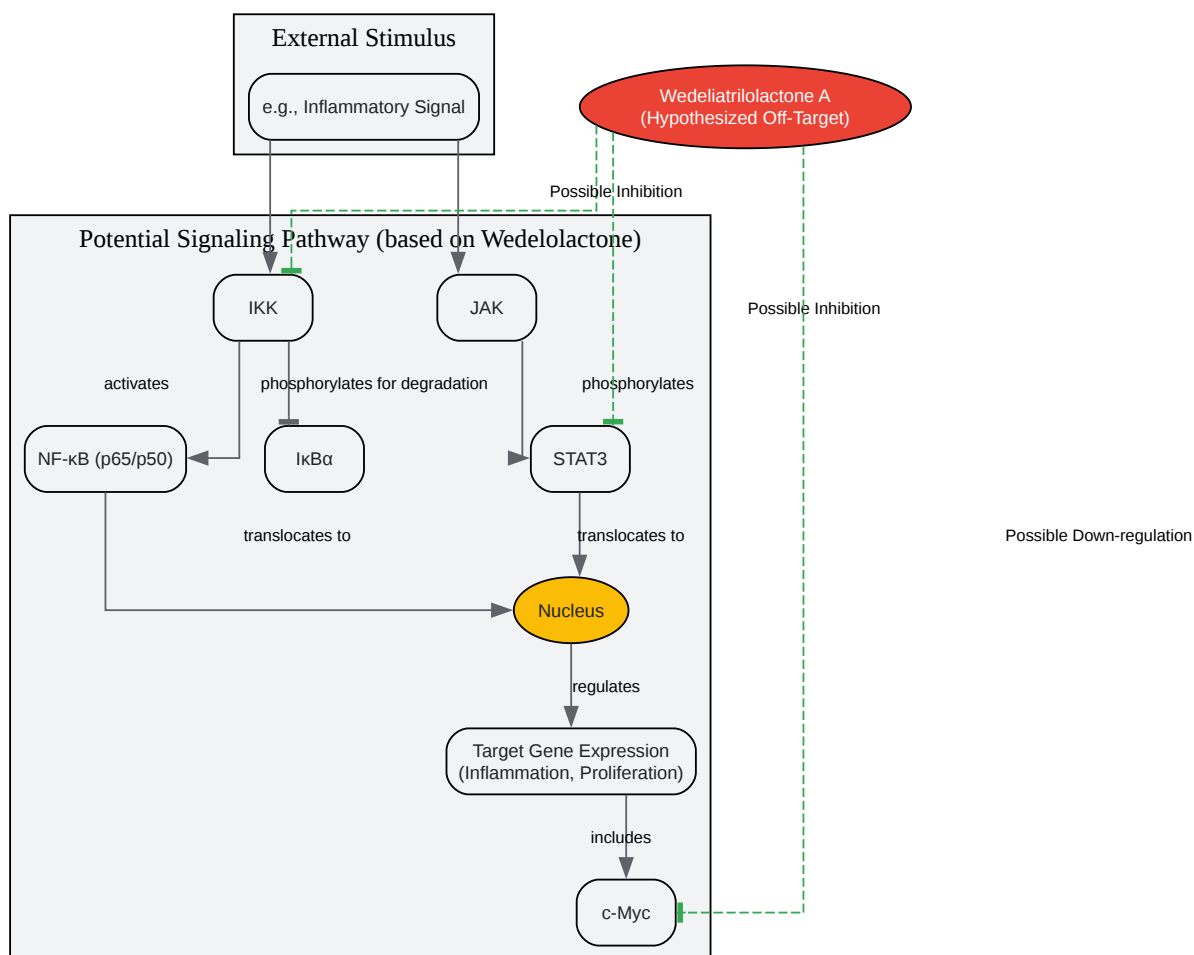 External Stimulus
e.g., Inflammatory Signal
Wedeliatrilolactone A
(Hypothesized Off-Target)
Possible Inhibition
Potential Signaling Pathway (based on Wedelolactone)
IKK
JAK
Possible Inhibition
activates
phosphorylates for degradation
phosphorylates
NF-κB (p65/p50)
IκBα
STAT3
translocates to
translocates to
Possible Down-regulation
Nucleus
regulates
Target Gene Expression
(Inflammation, Proliferation)
includes
c-Myc